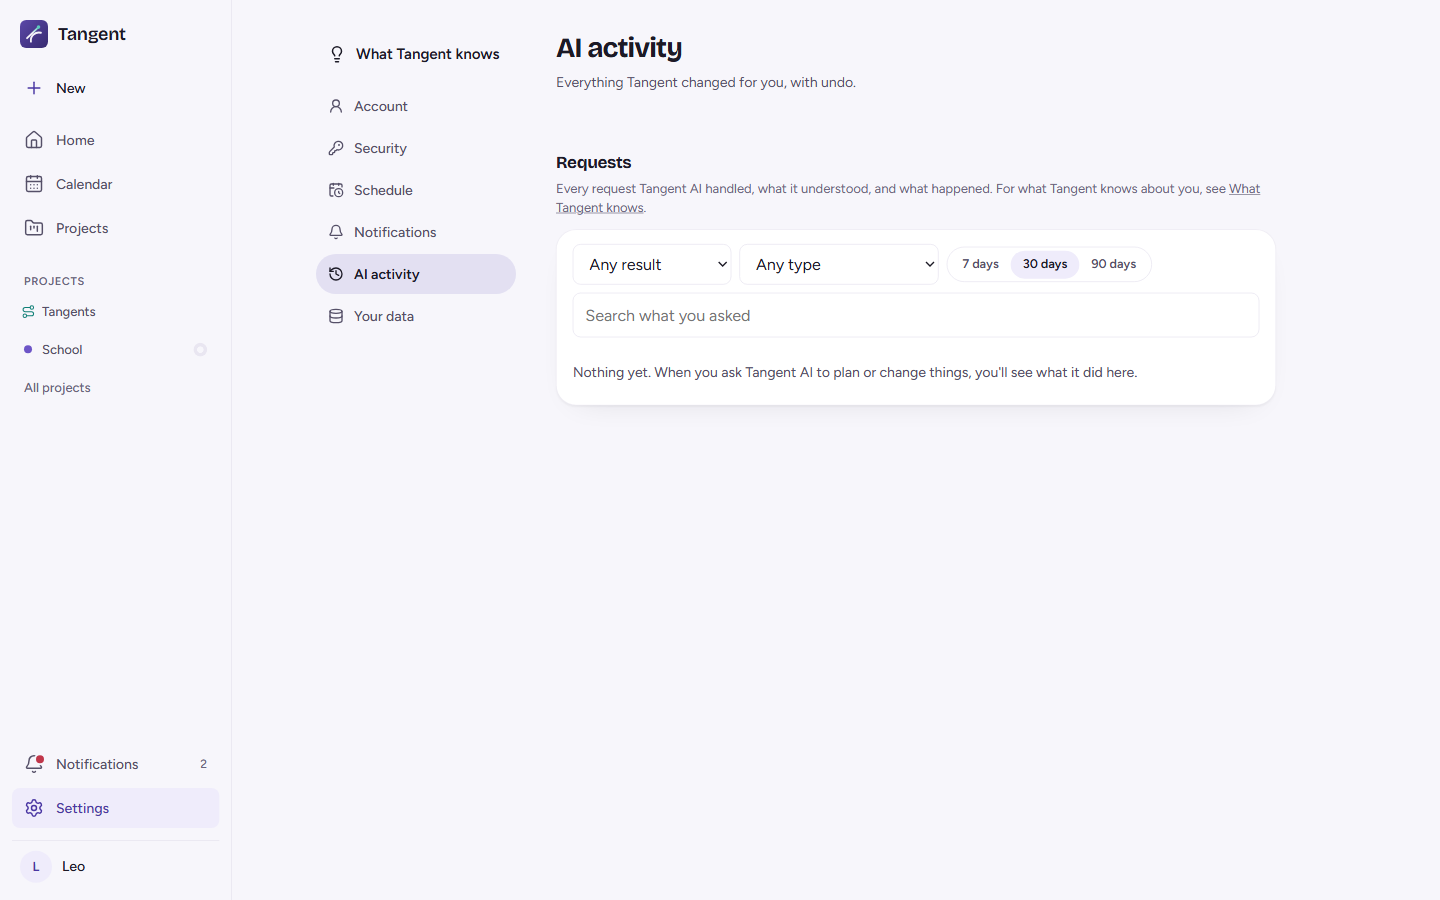 Tangent
New
Home
Calendar
Projects
PROJECTS
Tangents
School
All projects
Notifications 2
Settings
L Leo
What Tangent knows
Account
Security
Schedule
Notifications
AI activity
Your data
AI activity
Everything Tangent changed for you, with undo.
Requests
Every request Tangent AI handled, what it understood, and what happened. For what Tangent knows about you, see What
Tangent knows.
Any result Any type 7 days 30 days 90 days
Search what you asked
Nothing yet. When you ask Tangent AI to plan or change things, you'll see what it did here.